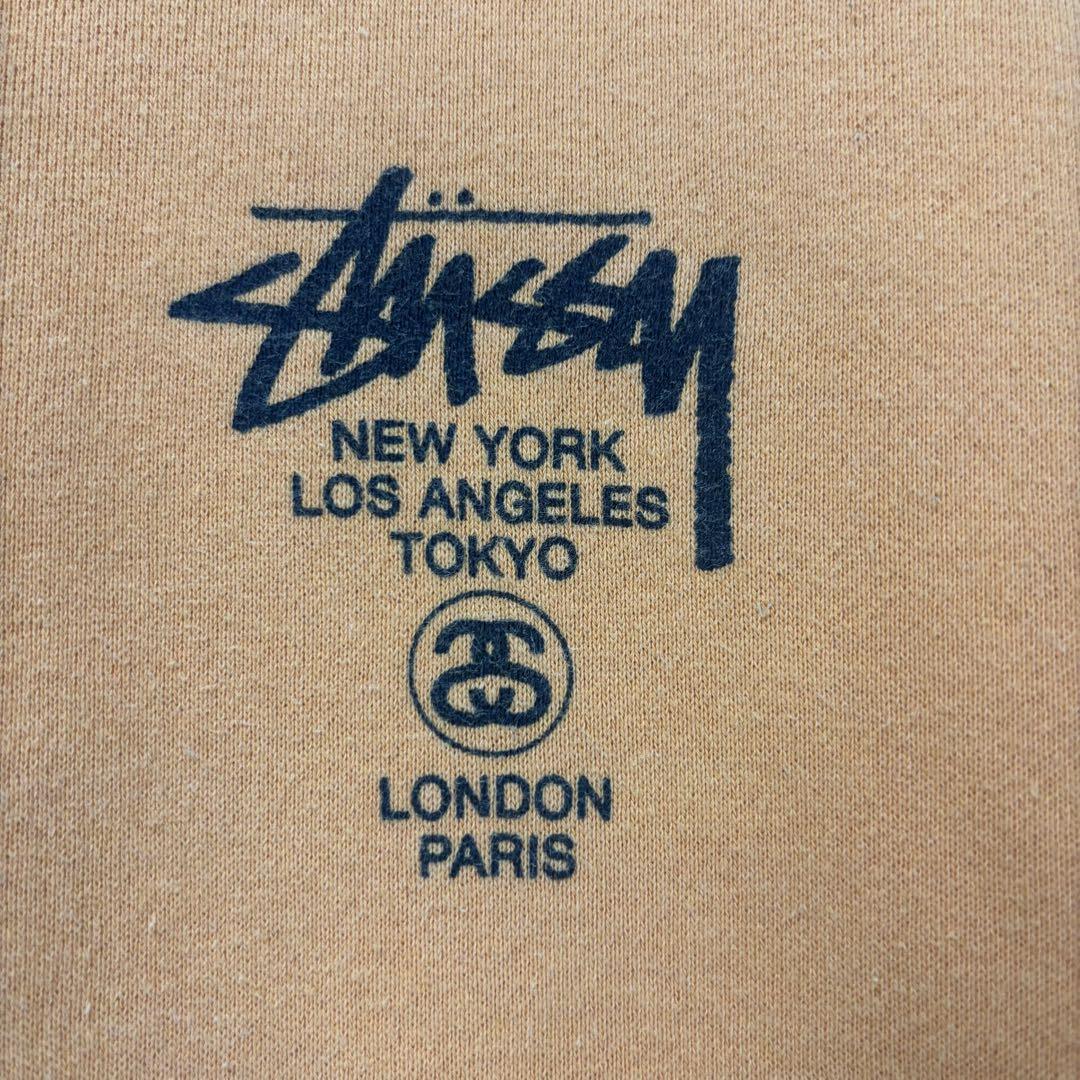 Stüssy
NEW YORK
LOS ANGELES
TOKYO
LONDON
PARIS